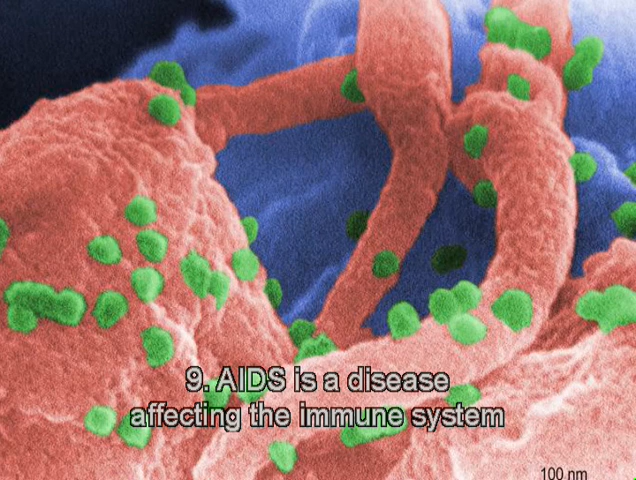 9. AIDS is a disease
affecting the immune system
100 nm